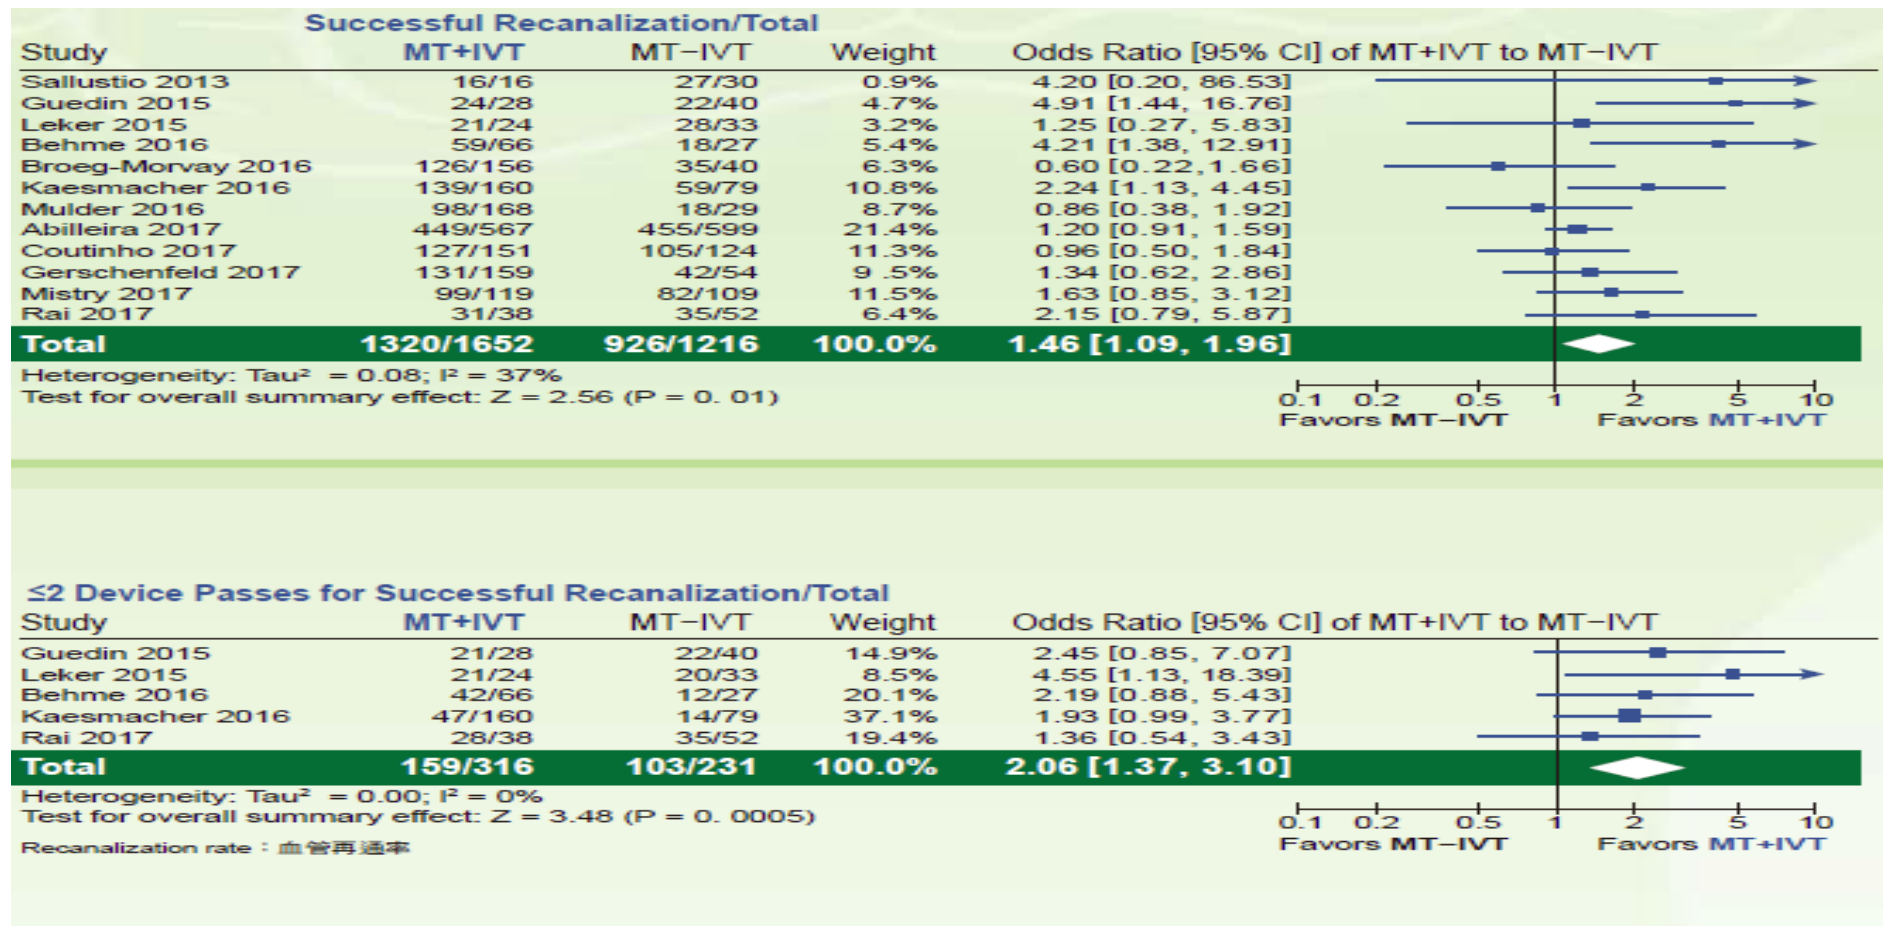 Successful Recanalization/Total
Study MT+IVT MT−IVT Weight Odds Ratio [95% CI] of MT+IVT to MT−IVT
Sallustio 2013 16/16 27/30 0.9% 4.20 [0.20, 86.53]
Guedin 2015 24/28 22/40 4.7% 4.91 [1.44, 16.76]
Leker 2015 21/24 28/33 3.2% 1.25 [0.27, 5.83]
Behme 2016 59/66 18/27 5.4% 4.21 [1.38, 12.91]
Broeg-Morvay 2016 126/156 35/40 6.3% 0.60 [0.22,1.66]
Kaesmacher 2016 139/160 59/79 10.8% 2.24 [1.13, 4.45]
Mulder 2016 98/168 18/29 8.7% 0.86 [0.38, 1.92]
Abilleira 2017 449/567 455/599 21.4% 1.20 [0.91, 1.59]
Coutinho 2017 127/151 105/124 11.3% 0.96 [0.50, 1.84]
Gerschenfeld 2017 131/159 42/54 9 .5% 1.34 [0.62, 2.86]
Mistry 2017 99/119 82/109 11.5% 1.63 [0.85, 3.12]
Rai 2017 31/38 35/52 6.4% 2.15 [0.79, 5.87]
Total 1320/1652 926/1216 100.0% 1.46 [1.09, 1.96]
Heterogeneity: Tau² = 0.08; I² = 37%
Test for overall summary effect: Z = 2.56 (P = 0. 01)
0.1 0.2 0.5 1 2 5 10
Favors MT−IVT Favors MT+IVT
≤2 Device Passes for Successful Recanalization/Total
Study MT+IVT MT−IVT Weight Odds Ratio [95% CI] of MT+IVT to MT−IVT
Guedin 2015 21/28 22/40 14.9% 2.45 [0.85, 7.07]
Leker 2015 21/24 20/33 8.5% 4.55 [1.13, 18.39]
Behme 2016 42/66 12/27 20.1% 2.19 [0.88, 5.43]
Kaesmacher 2016 47/160 14/79 37.1% 1.93 [0.99, 3.77]
Rai 2017 28/38 35/52 19.4% 1.36 [0.54, 3.43]
Total 159/316 103/231 100.0% 2.06 [1.37, 3.10]
Heterogeneity: Tau² = 0.00; I² = 0%
Test for overall summary effect: Z = 3.48 (P = 0. 0005)
0.1 0.2 0.5 1 2 5 10
Favors MT−IVT Favors MT+IVT
Recanalization rate：血管再通率